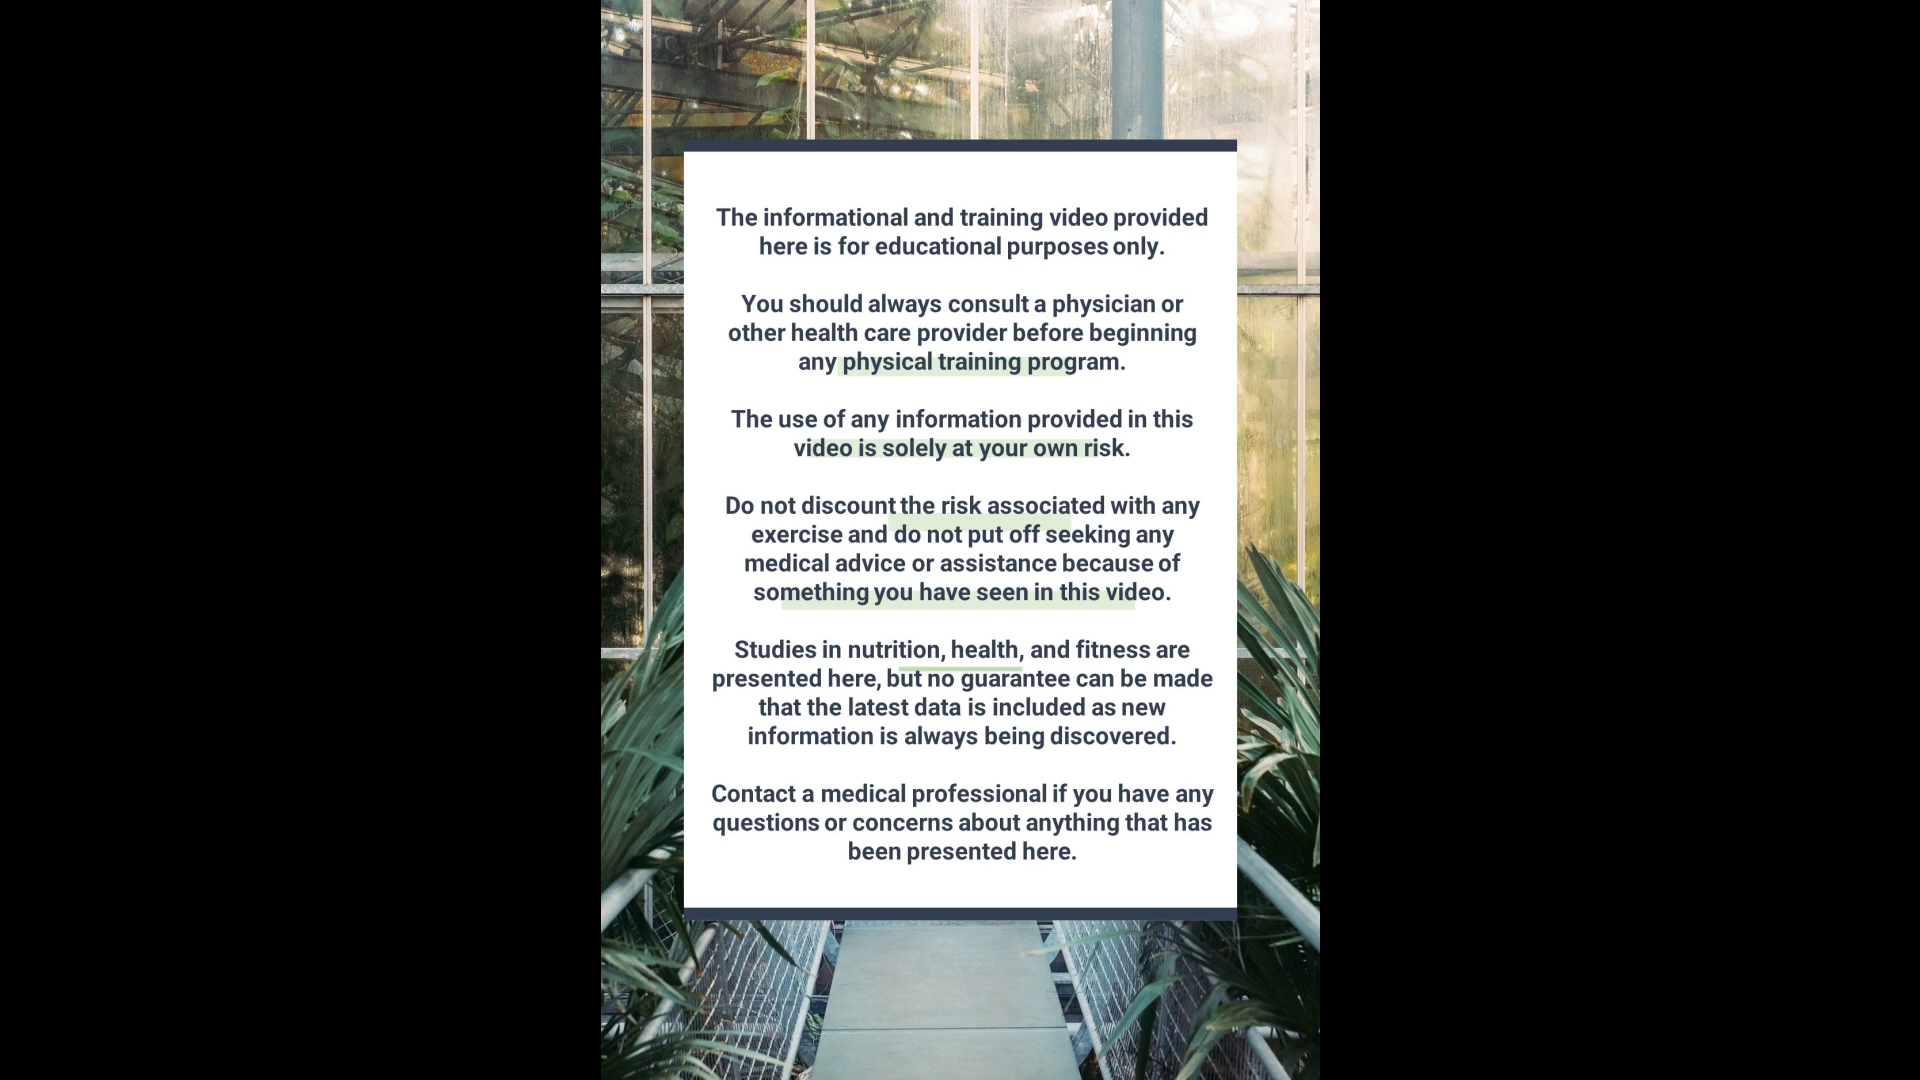 The informational and training video provided
here is for educational purposes only.
You should always consult a physician or
other health care provider before beginning
any physical training program.
The use of any information provided in this
video is solely at your own risk.
Do not discount the risk associated with any
exercise and do not put off seeking any
medical advice or assistance because of
something you have seen in this video.
Studies in nutrition, health, and fitness are
presented here, but no guarantee can be made
that the latest data is included as new
information is always being discovered.
Contact a medical professional if you have any
questions or concerns about anything that has
been presented here.